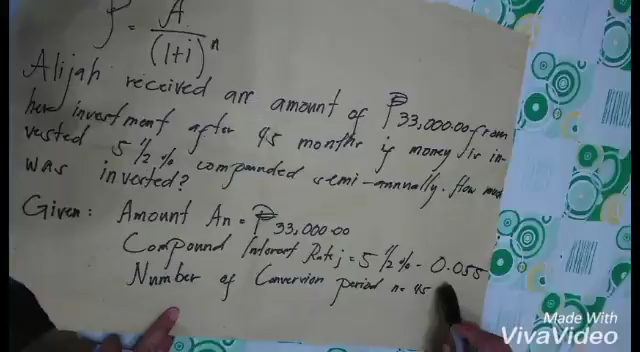 P = A / (1+i)^n
Alijah received an amount of ₱33,000.00 from
her investment after 45 months if money is in-
vested 5 1/2 % compounded semi-annually. How much
was invested?
Given: Amount An = ₱33,000.00
Compound Interest Rate j = 5 1/2 % - 0.055
Number of Conversion period n = 45
Made With
VivaVideo